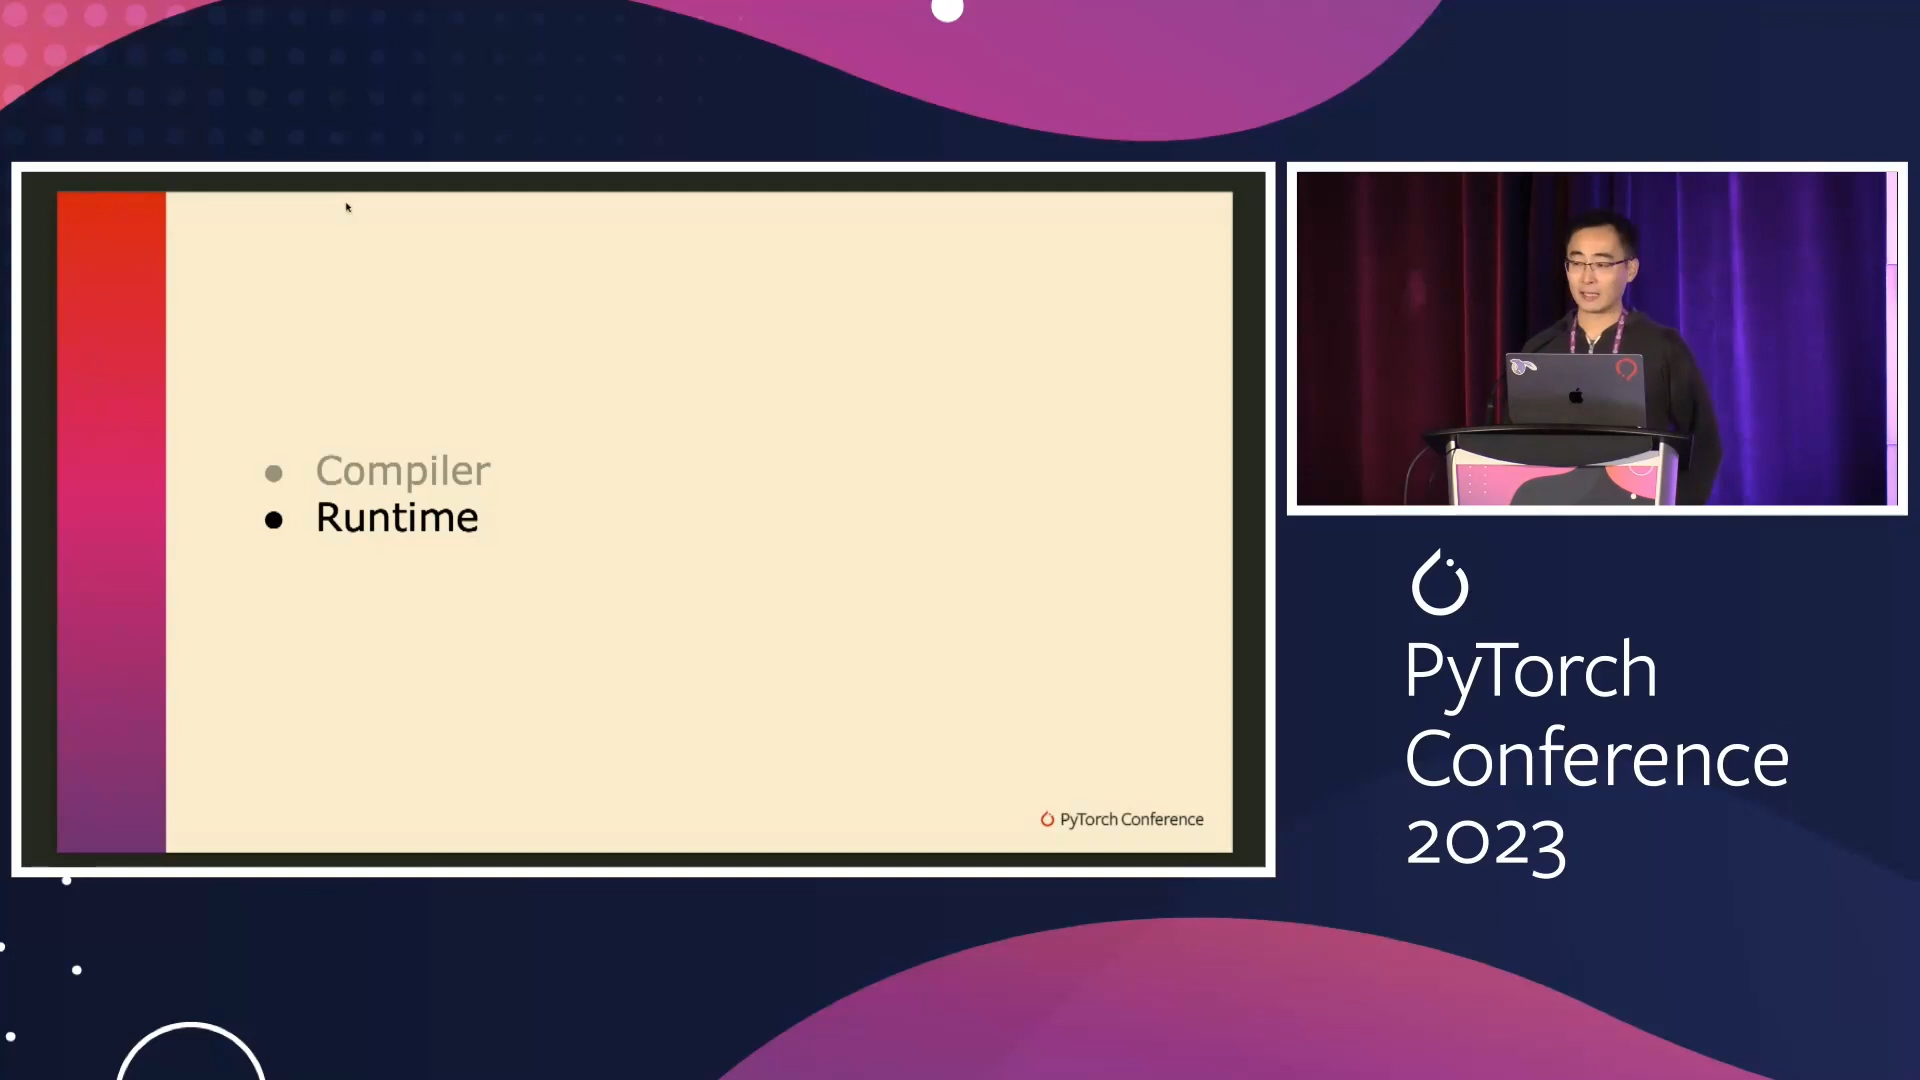 Compiler
Runtime
PyTorch Conference
PyTorch
Conference
2023